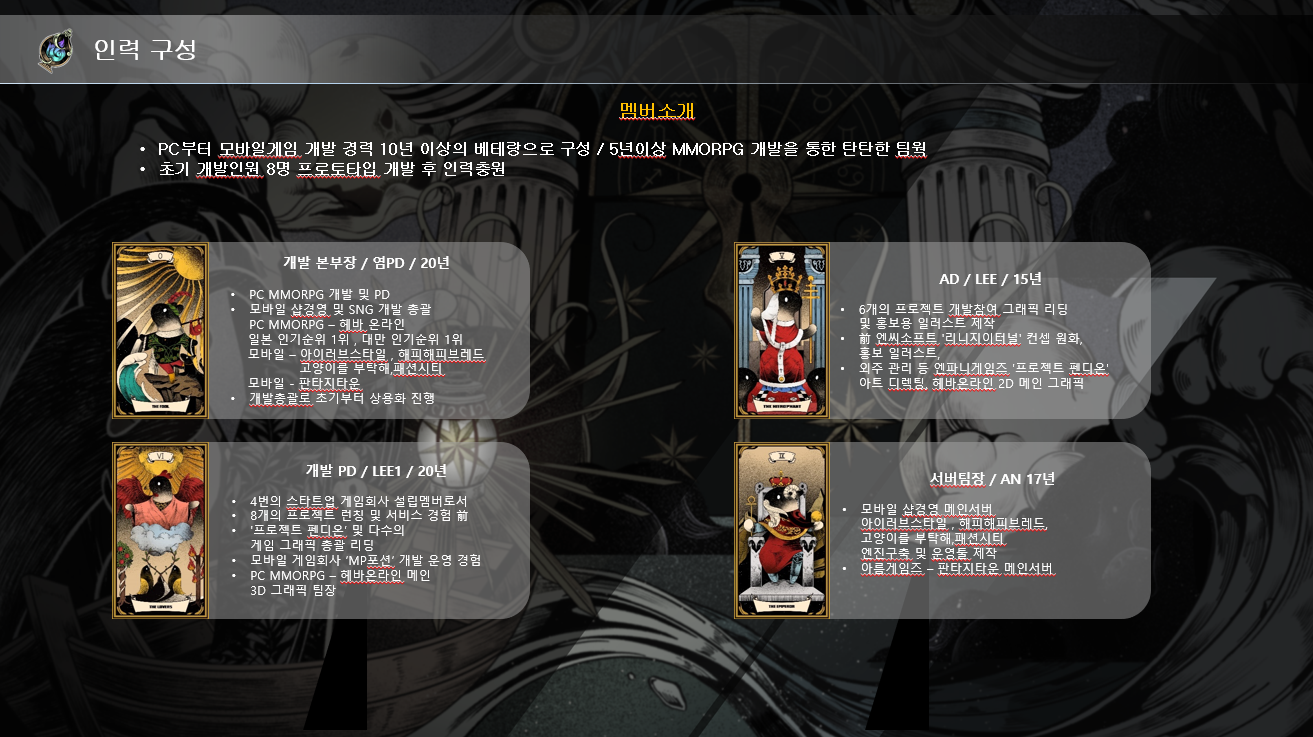 인력 구성
멤버소개
• PC부터 모바일게임 개발 경력 10년 이상의 베테랑으로 구성 / 5년이상 MMORPG 개발을 통한 탄탄한 팀웍
• 초기 개발인원 8명 프로토타입 개발 후 인력충원
0
THE FOOL
개발 본부장 / 염PD / 20년
• PC MMORPG 개발 및 PD
• 모바일 샵경영 및 SNG 개발 총괄
PC MMORPG – 헤바 온라인
일본 인기순위 1위 , 대만 인기순위 1위
모바일 – 아이러브스타일 , 해피해피브레드
고양이를 부탁해,패션시티
모바일 - 판타지타운
• 개발총괄로 초기부터 상용화 진행
V
THE HIEROPHANT
AD / LEE / 15년
• 6개의 프로젝트 개발참여 그래픽 리딩
및 홍보용 일러스트 제작
• 前 엔씨소프트 '리니지이터널' 컨셉 원화,
홍보 일러스트,
• 외주 관리 등 엔파니게임즈 '프로젝트 펜디온'
아트 디렉팅, 헤바온라인 2D 메인 그래픽
VI
THE LOVERS
개발 PD / LEE1 / 20년
• 4번의 스타트업 게임회사 설립멤버로서
• 8개의 프로젝트 런칭 및 서비스 경험 前
• '프로젝트 펜디온' 및 다수의
게임 그래픽 총괄 리딩
• 모바일 게임회사 ‘MP포션’ 개발 운영 경험
• PC MMORPG – 헤바온라인 메인
3D 그래픽 팀장
THE EMPEROR
서버팀장 / AN 17년
• 모바일 샵경영 메인서버
아이러브스타일 , 해피해피브레드,
고양이를 부탁해,패션시티,
엔진구축 및 운영툴 제작
• 아름게임즈 – 판타지타운 메인서버